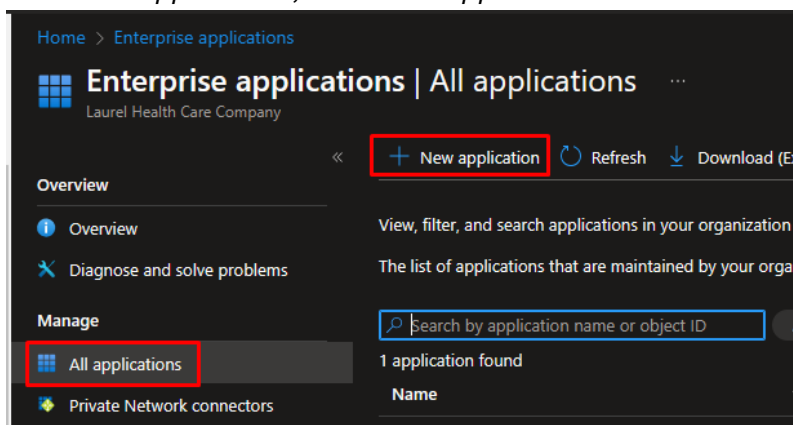 Home > Enterprise applications
Enterprise applications | All applications ...
Laurel Health Care Company
«
+ New application Refresh Download (E
Overview
Overview
View, filter, and search applications in your organization
Diagnose and solve problems
The list of applications that are maintained by your orga
Manage
Search by application name or object ID
All applications
1 application found
Private Network connectors
Name